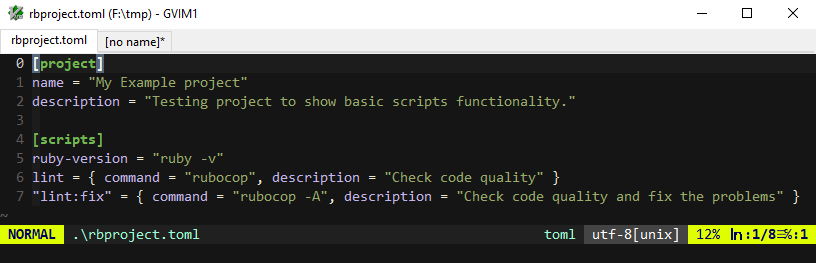 rbproject.toml (F:\tmp) - GVIM1
rbproject.toml [no name]*
0 [project]
1 name = "My Example project"
2 description = "Testing project to show basic scripts functionality."
3
4 [scripts]
5 ruby-version = "ruby -v"
6 lint = { command = "rubocop", description = "Check code quality" }
7 "lint:fix" = { command = "rubocop -A", description = "Check code quality and fix the problems" }
~
NORMAL .\rbproject.toml toml utf-8[unix] 12% ㏑:1/8≡%:1